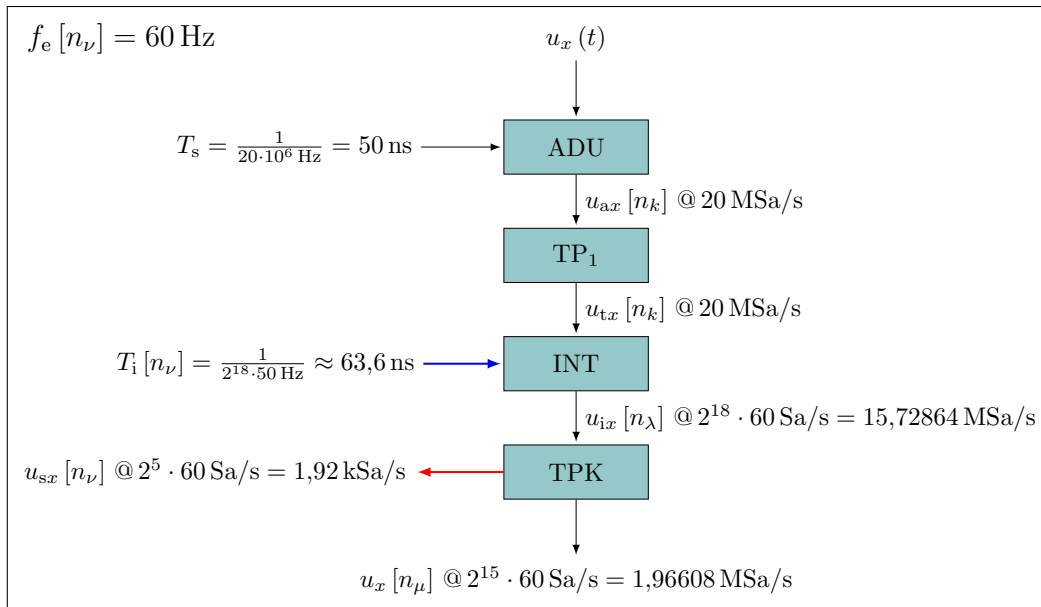 f_e [n_ν] = 60 Hz
u_x (t)
T_s = 1/(20·10^6 Hz) = 50 ns
ADU
u_ax [n_k] @ 20 MSa/s
TP_1
u_tx [n_k] @ 20 MSa/s
T_i [n_ν] = 1/(2^18·50 Hz) ≈ 63,6 ns
INT
u_ix [n_λ] @ 2^18 · 60 Sa/s = 15,72864 MSa/s
u_sx [n_ν] @ 2^5 · 60 Sa/s = 1,92 kSa/s
TPK
u_x [n_μ] @ 2^15 · 60 Sa/s = 1,96608 MSa/s